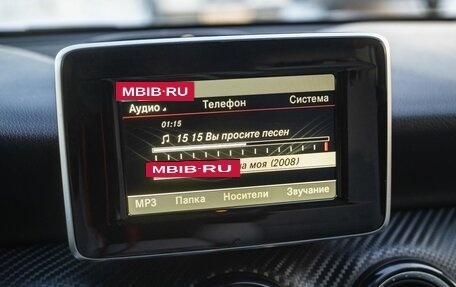 MBIB·RU
Аудио Телефон Система
01:15
15 15 Вы просите песен
MBIB·RU моя (2008)
MP3 Папка Носители Звучание